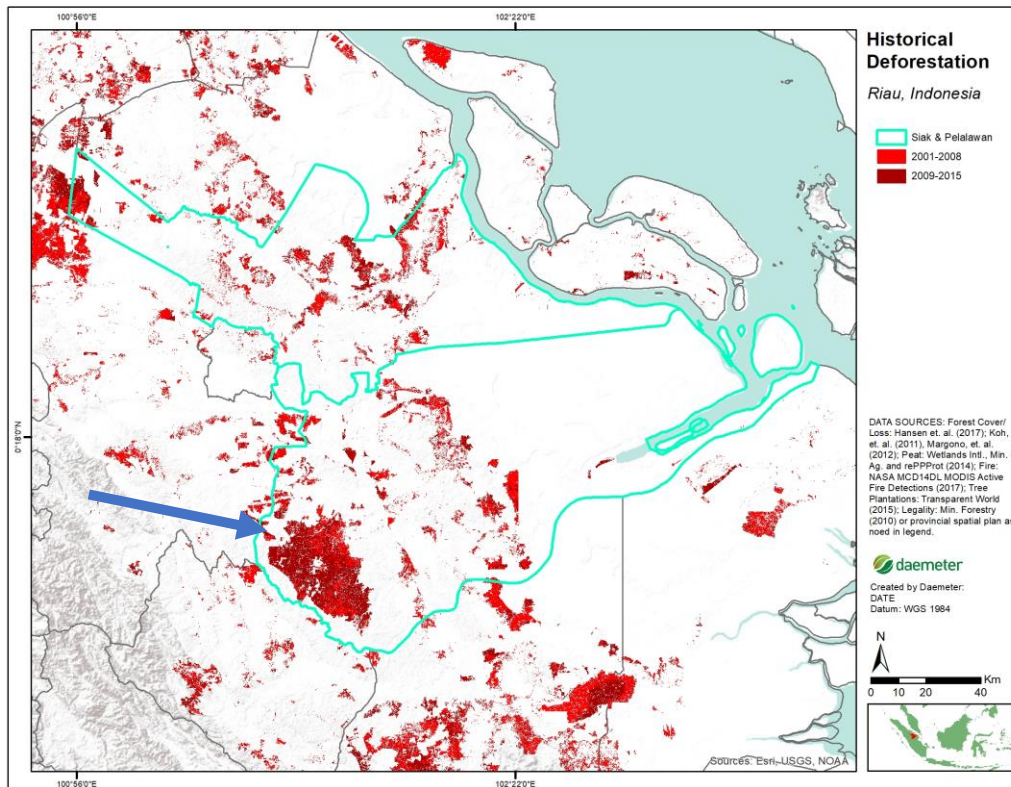 100°56'0"E
102°22'0"E
Historical
Deforestation
Riau, Indonesia
Siak & Pelalawan
2001-2008
2009-2015
0°18'0"N
DATA SOURCES: Forest Cover/
Loss: Hansen et. al. (2017); Koh,
et. al. (2011), Margono, et. al.
(2012); Peat: Wetlands Intl., Min.
Ag. and rePPProt (2014); Fire:
NASA MCD14DL MODIS Active
Fire Detections (2017); Tree
Plantations: Transparent World
(2015); Legality: Min. Forestry
(2010) or provincial spatial plan as
noed in legend.
daemeter
Created by Daemeter:
DATE
Datum: WGS 1984
N
Km
0 10 20 40
Sources: Esri, USGS, NOAA
100°56'0"E
102°22'0"E